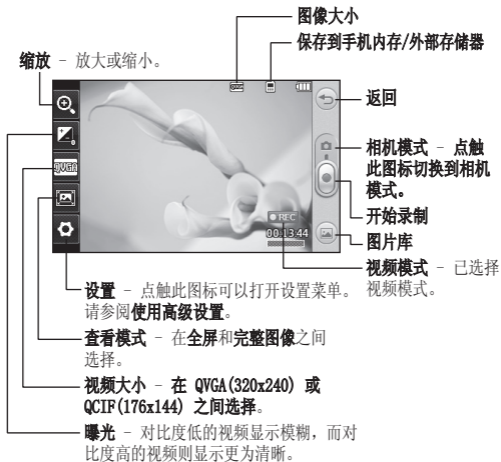 图像大小
保存到手机内存/外部存储器
缩放 - 放大或缩小。
返回
相机模式 - 点触
此图标切换到相机
模式。
QVGA
开始录制
REC
00:13:44
图片库
视频模式 - 已选择
视频模式。
设置 - 点触此图标可以打开设置菜单。
请参阅使用高级设置。
查看模式 - 在全屏和完整图像之间
选择。
视频大小 - 在 QVGA(320x240) 或
QCIF(176x144) 之间选择。
曝光 - 对比度低的视频显示模糊，而对
比度高的视频则显示更为清晰。